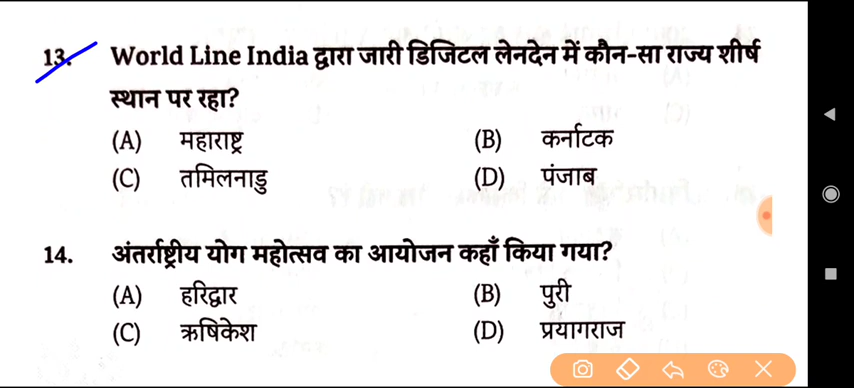 13. World Line India द्वारा जारी डिजिटल लेनदेन में कौन-सा राज्य शीर्ष
स्थान पर रहा?
(A) महाराष्ट्र (B) कर्नाटक
(C) तमिलनाडु (D) पंजाब
14. अंतर्राष्ट्रीय योग महोत्सव का आयोजन कहाँ किया गया?
(A) हरिद्वार (B) पुरी
(C) ऋषिकेश (D) प्रयागराज